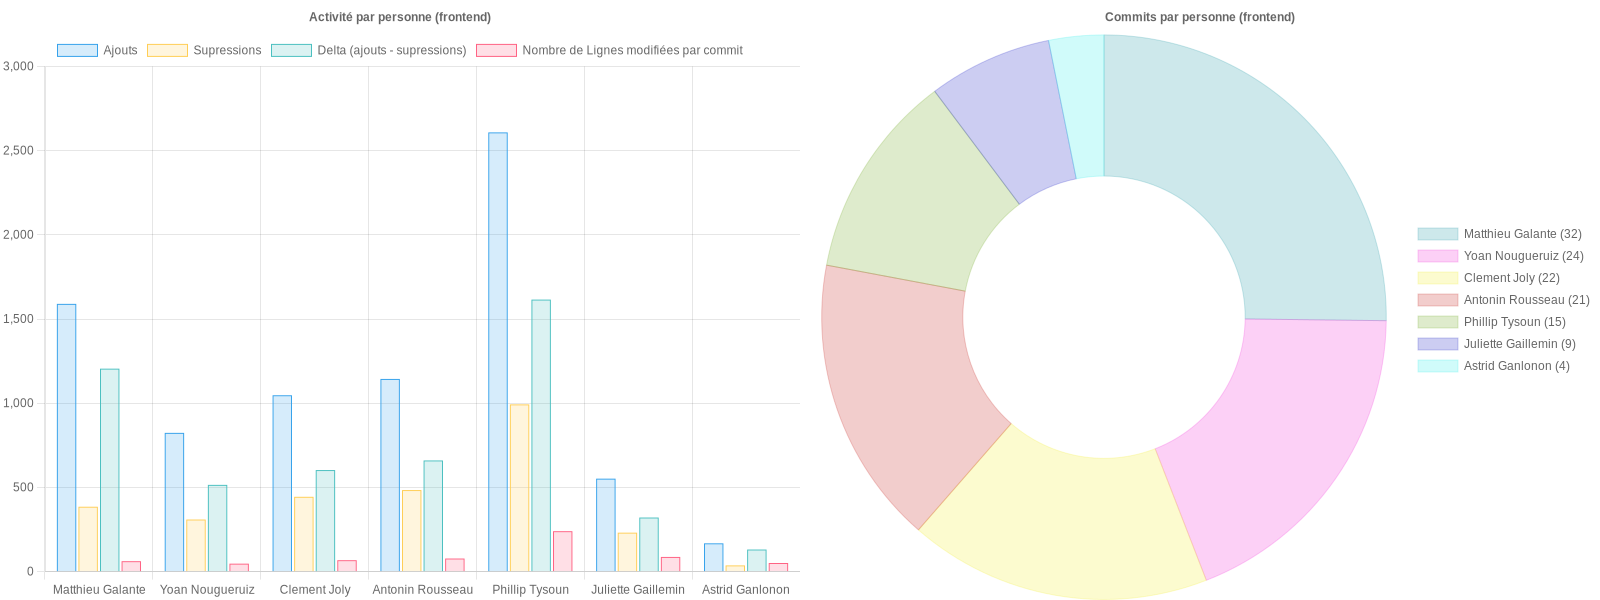 Activité par personne (frontend)
Ajouts
Supressions
Delta (ajouts - supressions)
Nombre de Lignes modifiées par commit
3,000
2,500
2,000
1,500
1,000
500
0
Matthieu Galante
Yoan Nougueruiz
Clement Joly
Antonin Rousseau
Phillip Tysoun
Juliette Gaillemin
Astrid Ganlonon
Commits par personne (frontend)
Matthieu Galante (32)
Yoan Nougueruiz (24)
Clement Joly (22)
Antonin Rousseau (21)
Phillip Tysoun (15)
Juliette Gaillemin (9)
Astrid Ganlonon (4)